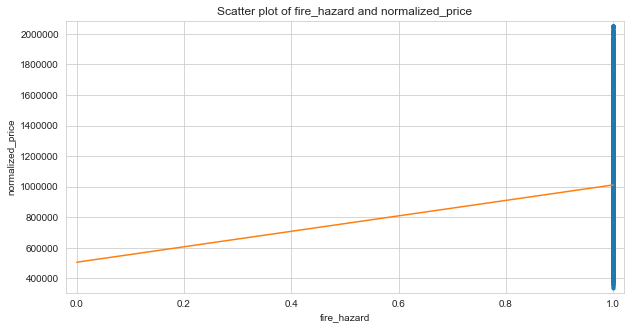 Scatter plot of fire_hazard and normalized_price
2000000
1800000
1600000
1400000
1200000
1000000
800000
600000
400000
normalized_price
0.0 0.2 0.4 0.6 0.8 1.0
fire_hazard